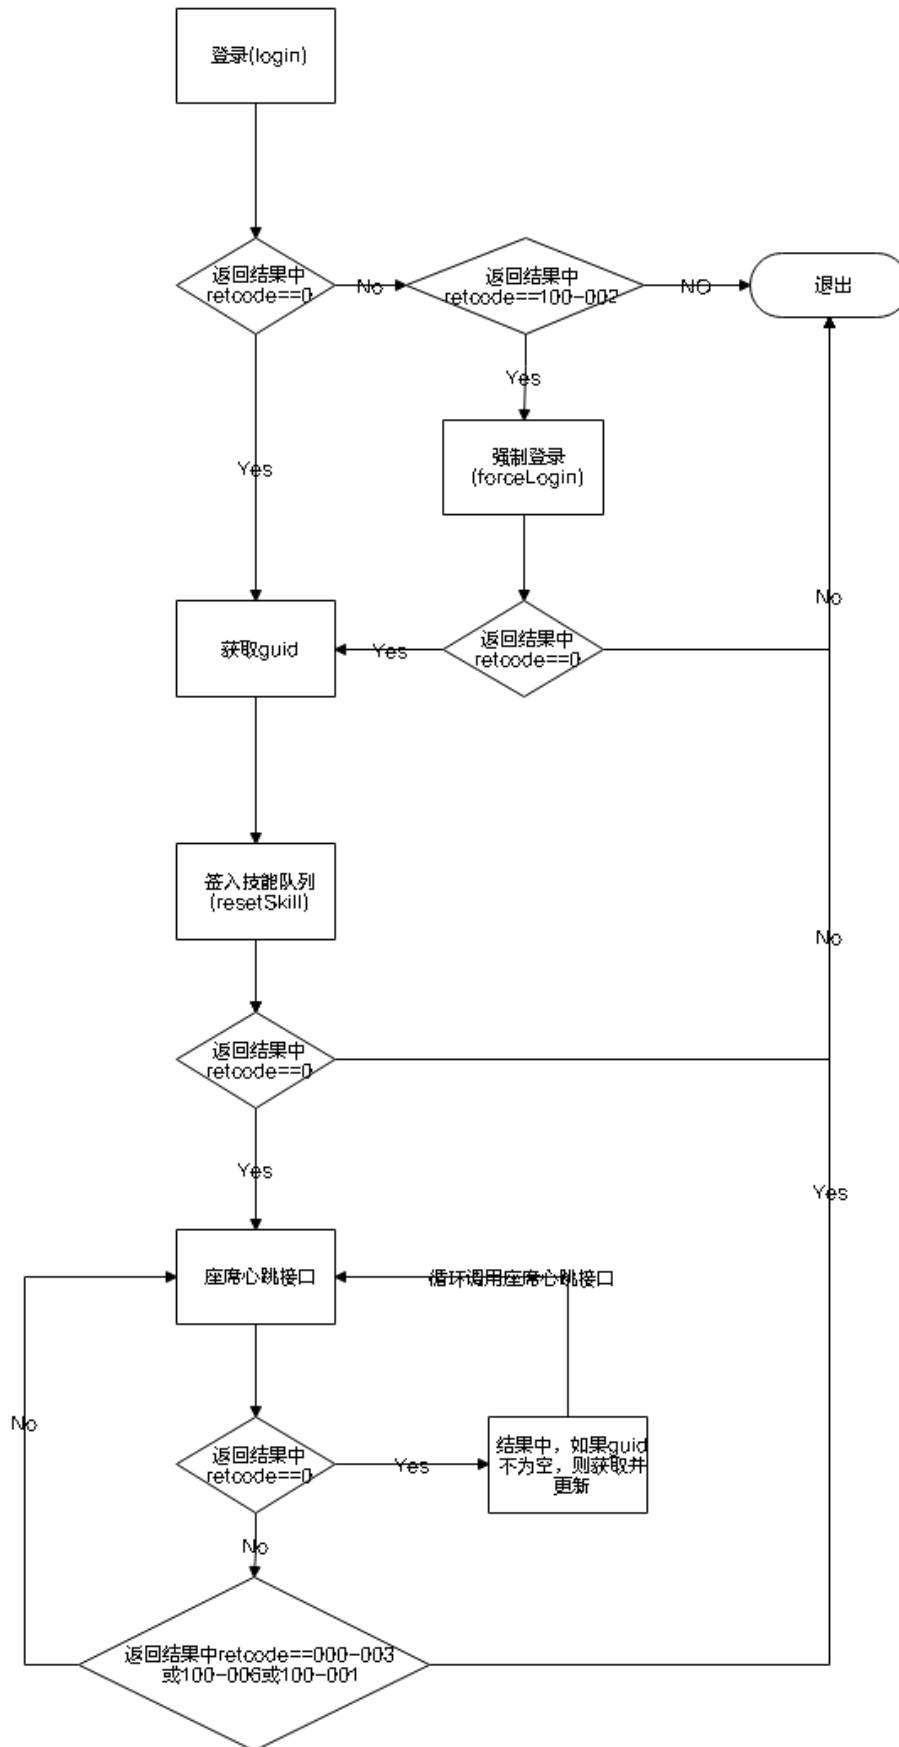 登录(login)
返回结果中
retcode==0
No
返回结果中
retcode==100-002
NO
退出
Yes
强制登录
(forceLogin)
Yes
No
获取guid
Yes
返回结果中
retcode==0
签入技能队列
(resetSkill)
No
返回结果中
retcode==0
Yes
Yes
座席心跳接口
循环调用座席心跳接口
No
返回结果中
retcode==0
Yes
结果中，如果guid
不为空，则获取并
更新
No
返回结果中retcode==000-003
或100-006或100-001